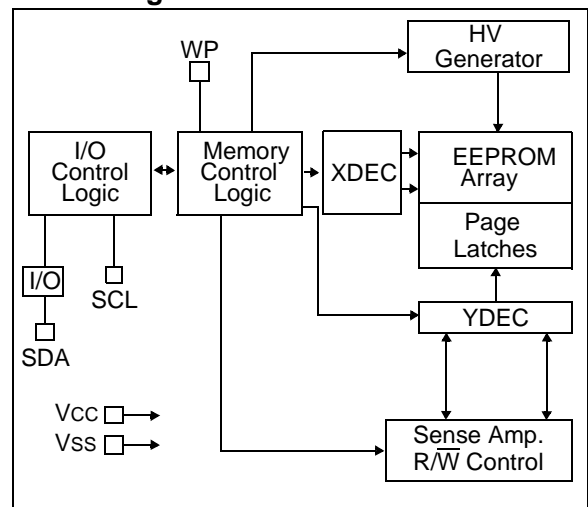 WP
HV
Generator
I/O
Control
Logic
Memory
Control
Logic
XDEC
EEPROM
Array
Page
Latches
I/O
SCL
SDA
YDEC
VCC
VSS
Sense Amp.
R/W̅ Control